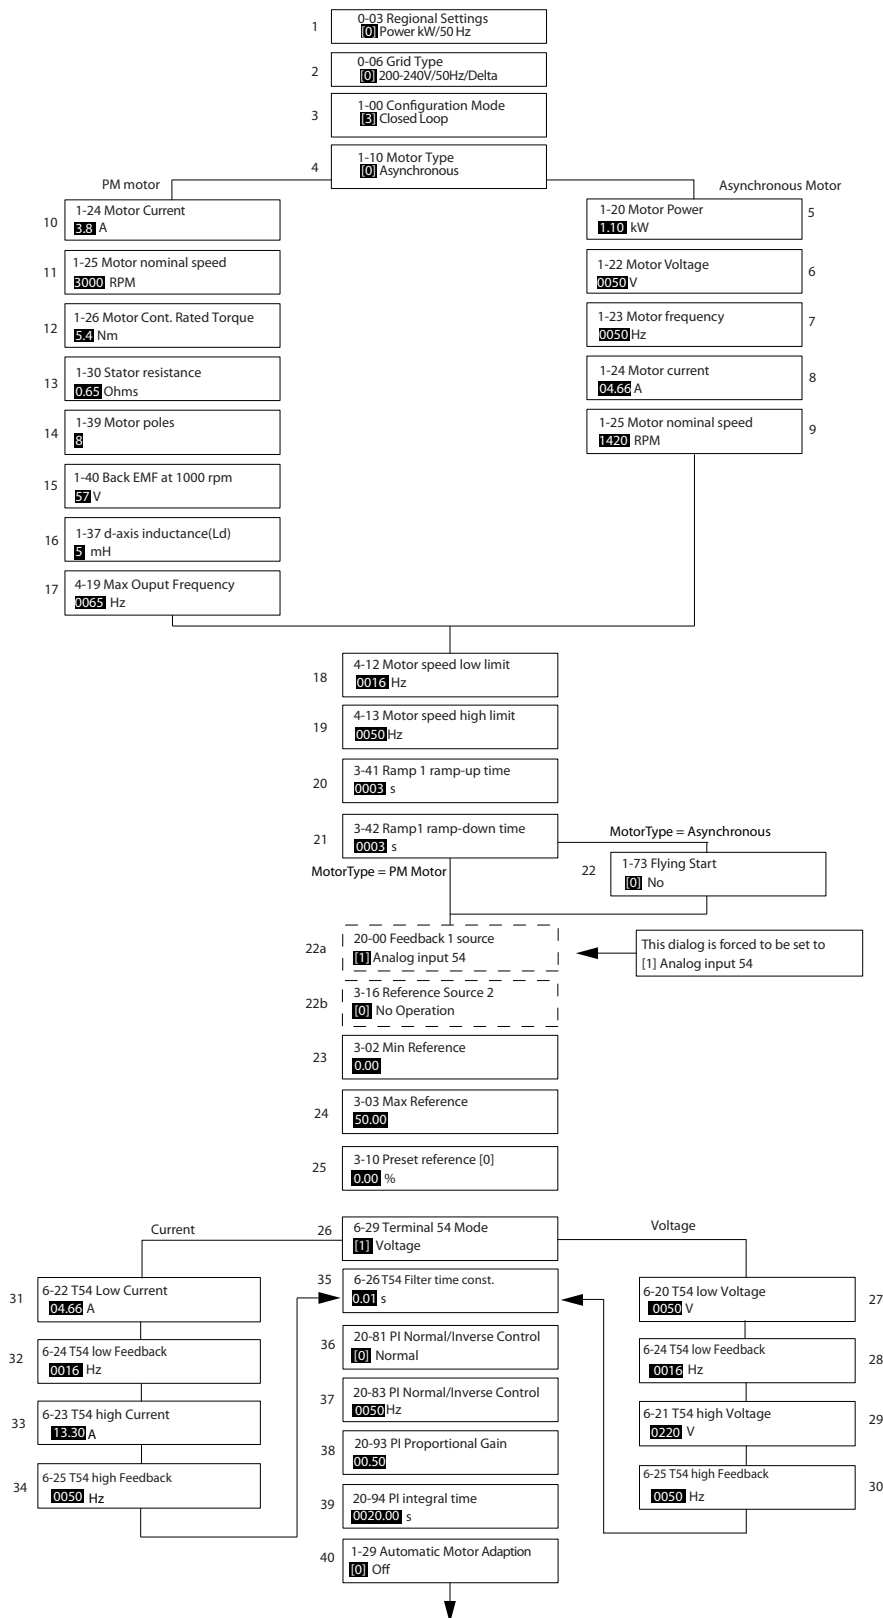 1
0-03 Regional Settings
[0] Power kW/50 Hz
2
0-06 Grid Type
[0] 200-240V/50Hz/Delta
3
1-00 Configuration Mode
[3] Closed Loop
4
1-10 Motor Type
[0] Asynchronous
PM motor
Asynchronous Motor
10
1-24 Motor Current
3.8 A
11
1-25 Motor nominal speed
3000 RPM
12
1-26 Motor Cont. Rated Torque
5.4 Nm
13
1-30 Stator resistance
0.65 Ohms
14
1-39 Motor poles
8
15
1-40 Back EMF at 1000 rpm
57 V
16
1-37 d-axis inductance(Ld)
5 mH
17
4-19 Max Ouput Frequency
0065 Hz
1-20 Motor Power
1.10 kW
5
1-22 Motor Voltage
0050 V
6
1-23 Motor frequency
0050 Hz
7
1-24 Motor current
04.66 A
8
1-25 Motor nominal speed
1420 RPM
9
18
4-12 Motor speed low limit
0016 Hz
19
4-13 Motor speed high limit
0050 Hz
20
3-41 Ramp 1 ramp-up time
0003 s
21
3-42 Ramp1 ramp-down time
0003 s
MotorType = Asynchronous
22
1-73 Flying Start
[0] No
MotorType = PM Motor
22a
20-00 Feedback 1 source
[1] Analog input 54
This dialog is forced to be set to
[1] Analog input 54
22b
3-16 Reference Source 2
[0] No Operation
23
3-02 Min Reference
0.00
24
3-03 Max Reference
50.00
25
3-10 Preset reference [0]
0.00 %
Current
26
6-29 Terminal 54 Mode
[1] Voltage
Voltage
31
6-22 T54 Low Current
04.66 A
32
6-24 T54 low Feedback
0016 Hz
33
6-23 T54 high Current
13.30 A
34
6-25 T54 high Feedback
0050 Hz
35
6-26 T54 Filter time const.
0.01 s
36
20-81 PI Normal/Inverse Control
[0] Normal
37
20-83 PI Normal/Inverse Control
0050 Hz
38
20-93 PI Proportional Gain
00.50
39
20-94 PI integral time
0020.00 s
40
1-29 Automatic Motor Adaption
[0] Off
6-20 T54 low Voltage
0050 V
27
6-24 T54 low Feedback
0016 Hz
28
6-21 T54 high Voltage
0220 V
29
6-25 T54 high Feedback
0050 Hz
30